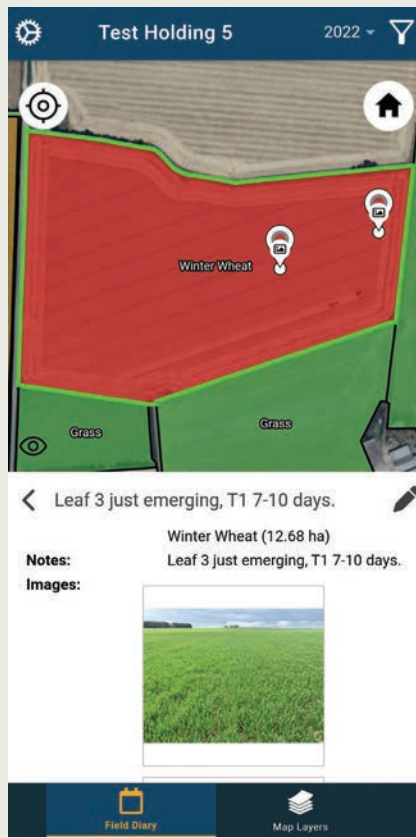 Test Holding 5
2022
Winter Wheat
Grass
Grass
Leaf 3 just emerging, T1 7-10 days.
Winter Wheat (12.68 ha)
Notes: Leaf 3 just emerging, T1 7-10 days.
Images:
Field Diary
Map Layers